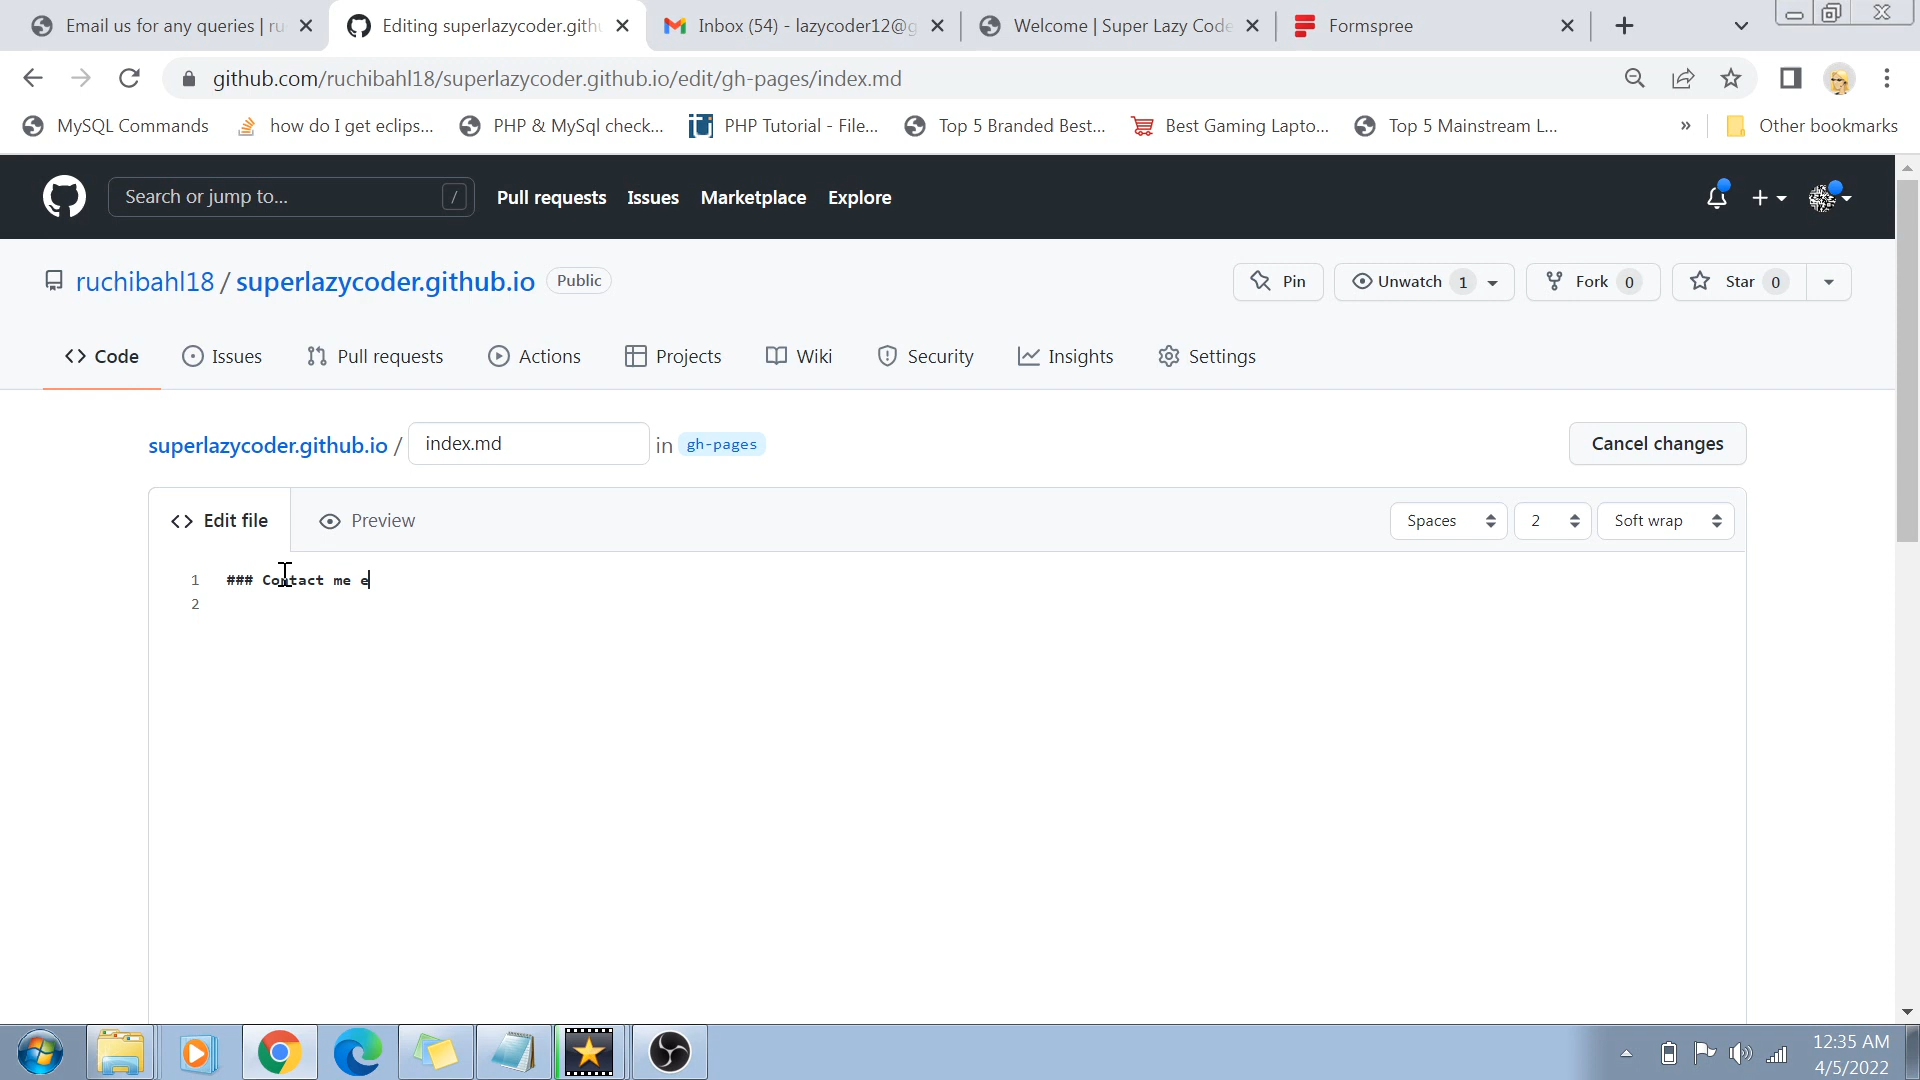 Email us for any queries | ru
Editing superlazycoder.gith
Inbox (54) - lazycoder12@g
Welcome | Super Lazy Code
Formspree
github.com/ruchibahl18/superlazycoder.github.io/edit/gh-pages/index.md
MySQL Commands
how do I get eclips...
PHP & MySql check...
PHP Tutorial - File...
Top 5 Branded Best...
Best Gaming Lapto...
Top 5 Mainstream L...
»
Other bookmarks
Search or jump to...
/
Pull requests
Issues
Marketplace
Explore
ruchibahl18 / superlazycoder.github.io
Public
Pin
Unwatch 1
Fork 0
Star 0
Code
Issues
Pull requests
Actions
Projects
Wiki
Security
Insights
Settings
superlazycoder.github.io / index.md in gh-pages
Cancel changes
Edit file
Preview
Spaces
2
Soft wrap
1 ### Contact me e
2
12:35 AM
4/5/2022